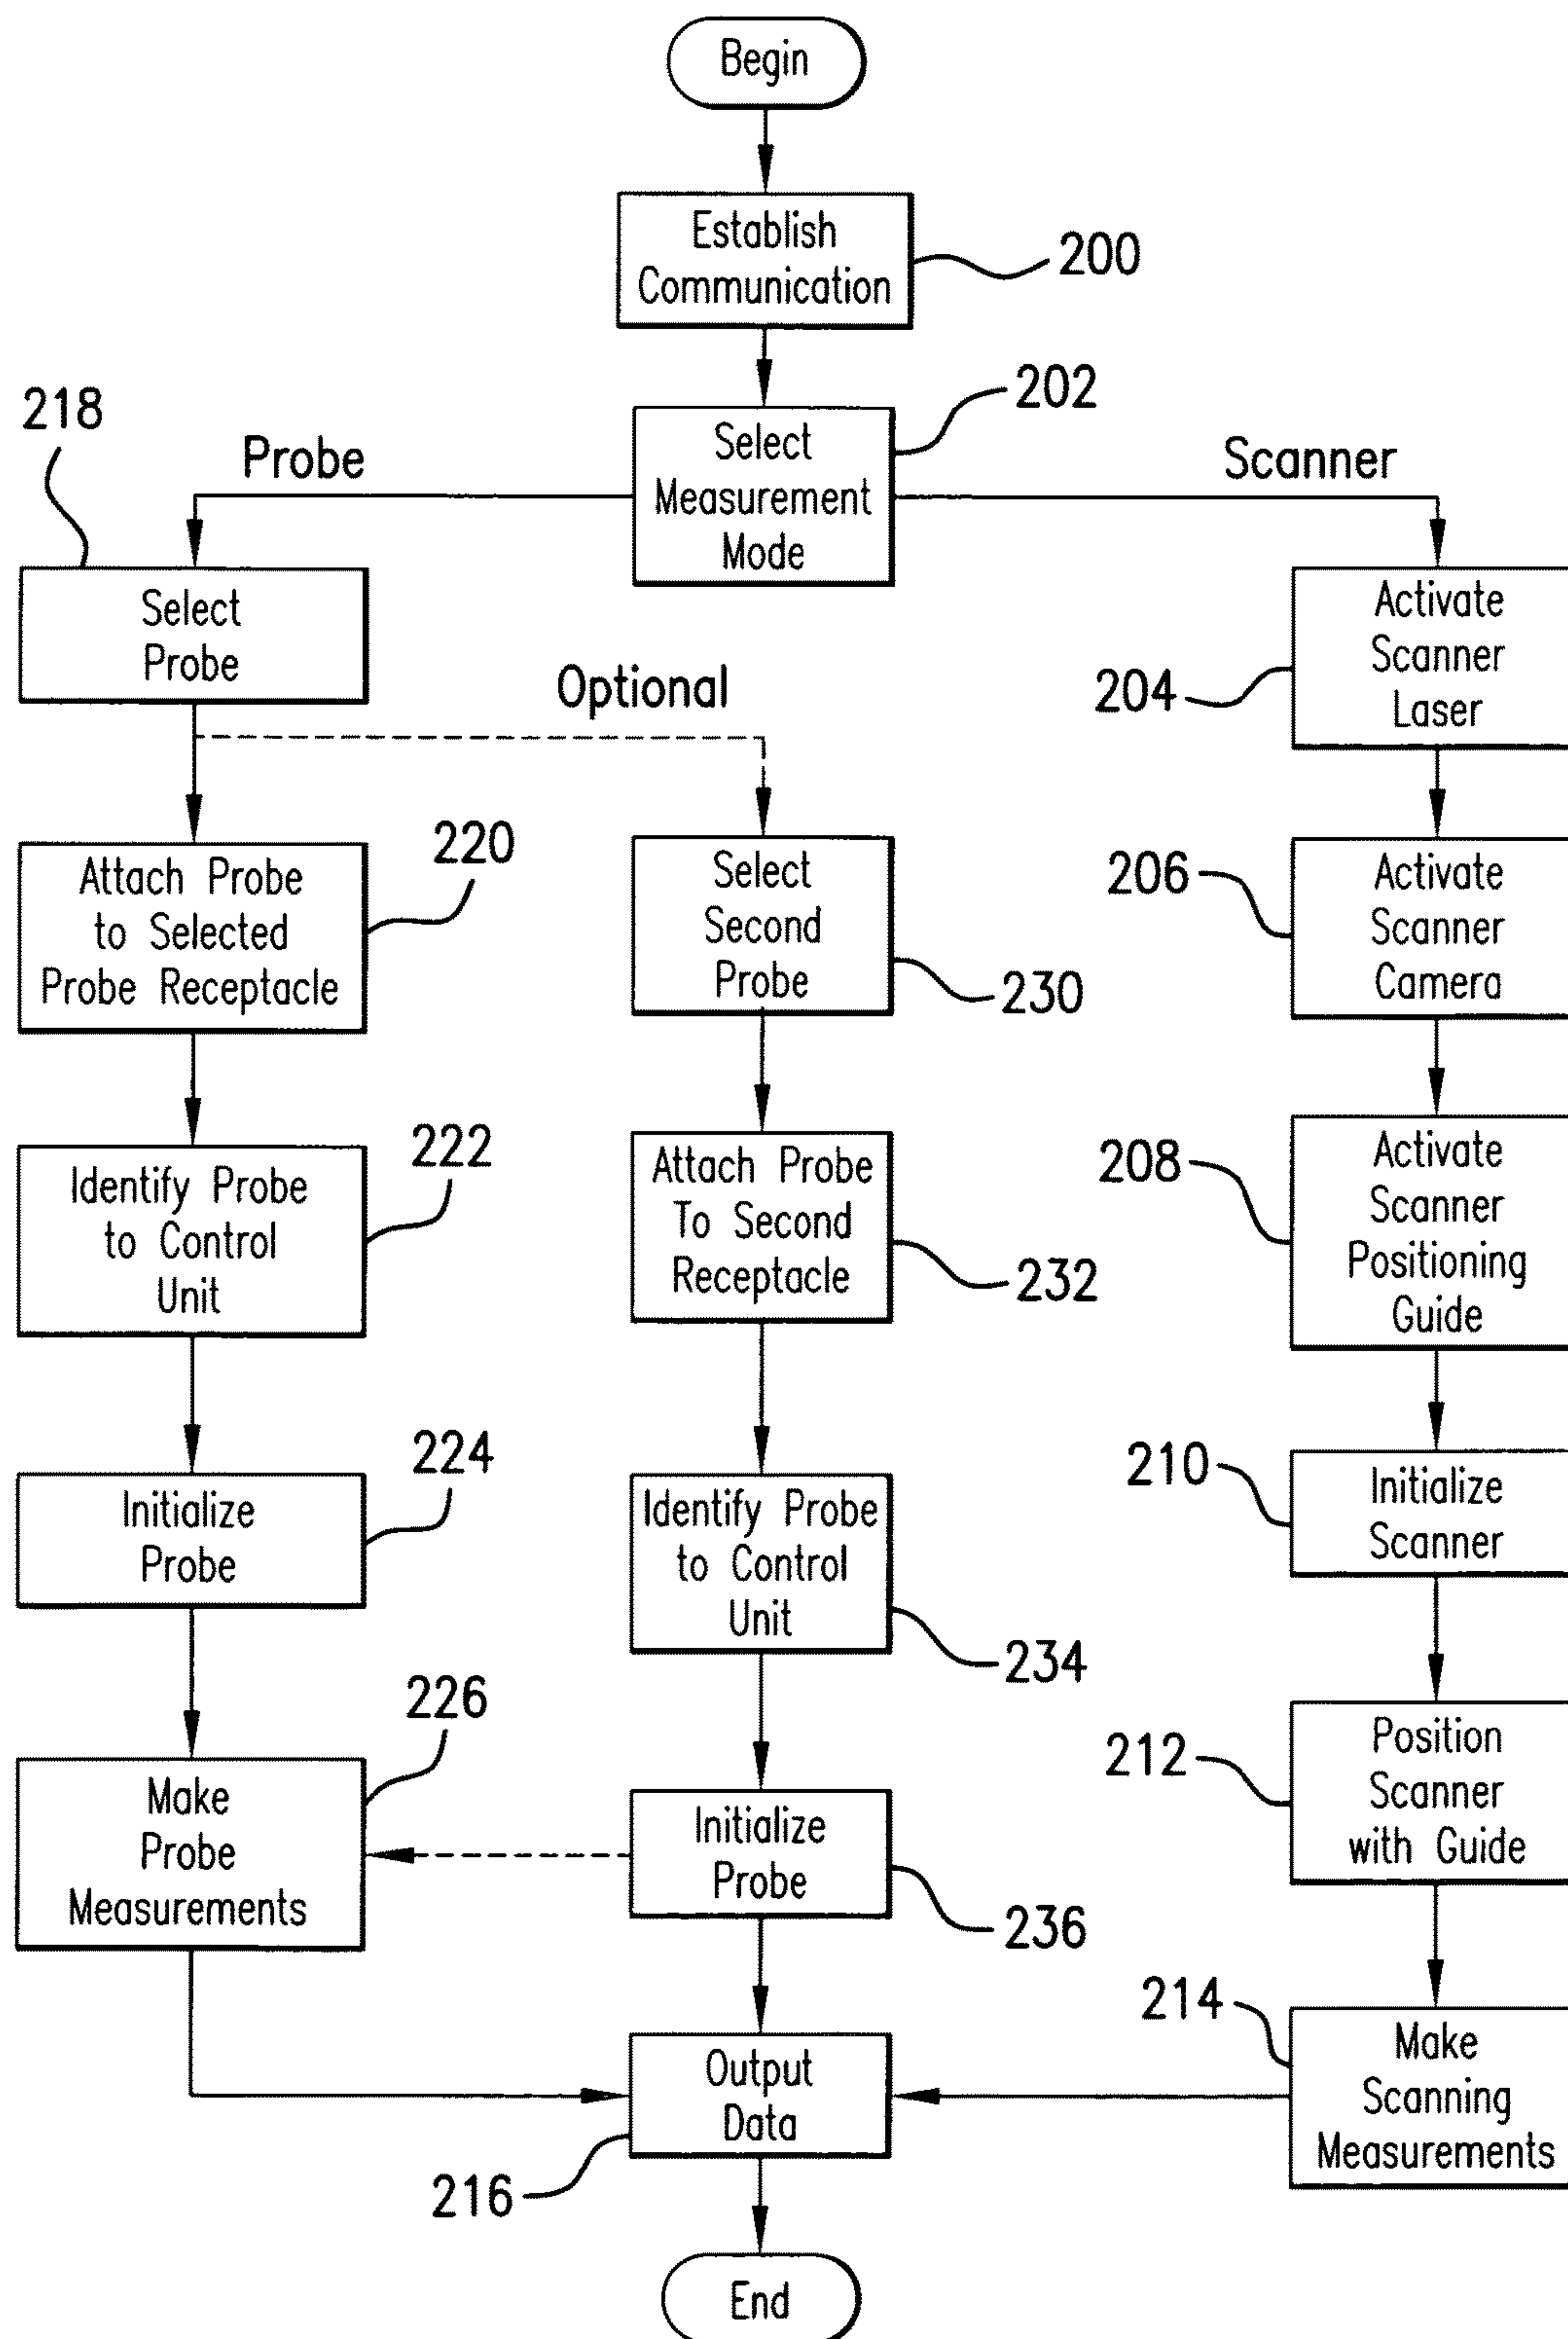 Begin
Establish
Communication
200
202
Select
Measurement
Mode
218
Probe
Scanner
Select
Probe
Optional
Activate
Scanner
Laser
204
Attach Probe
to Selected
Probe Receptacle
220
Select
Second
Probe
230
Activate
Scanner
Camera
206
Identify Probe
to Control
Unit
222
Attach Probe
To Second
Receptacle
232
Activate
Scanner
Positioning
Guide
208
Initialize
Probe
224
Identify Probe
to Control
Unit
234
Initialize
Scanner
210
Make
Probe
Measurements
226
Initialize
Probe
236
Position
Scanner
with Guide
212
Make
Scanning
Measurements
214
Output
Data
216
End